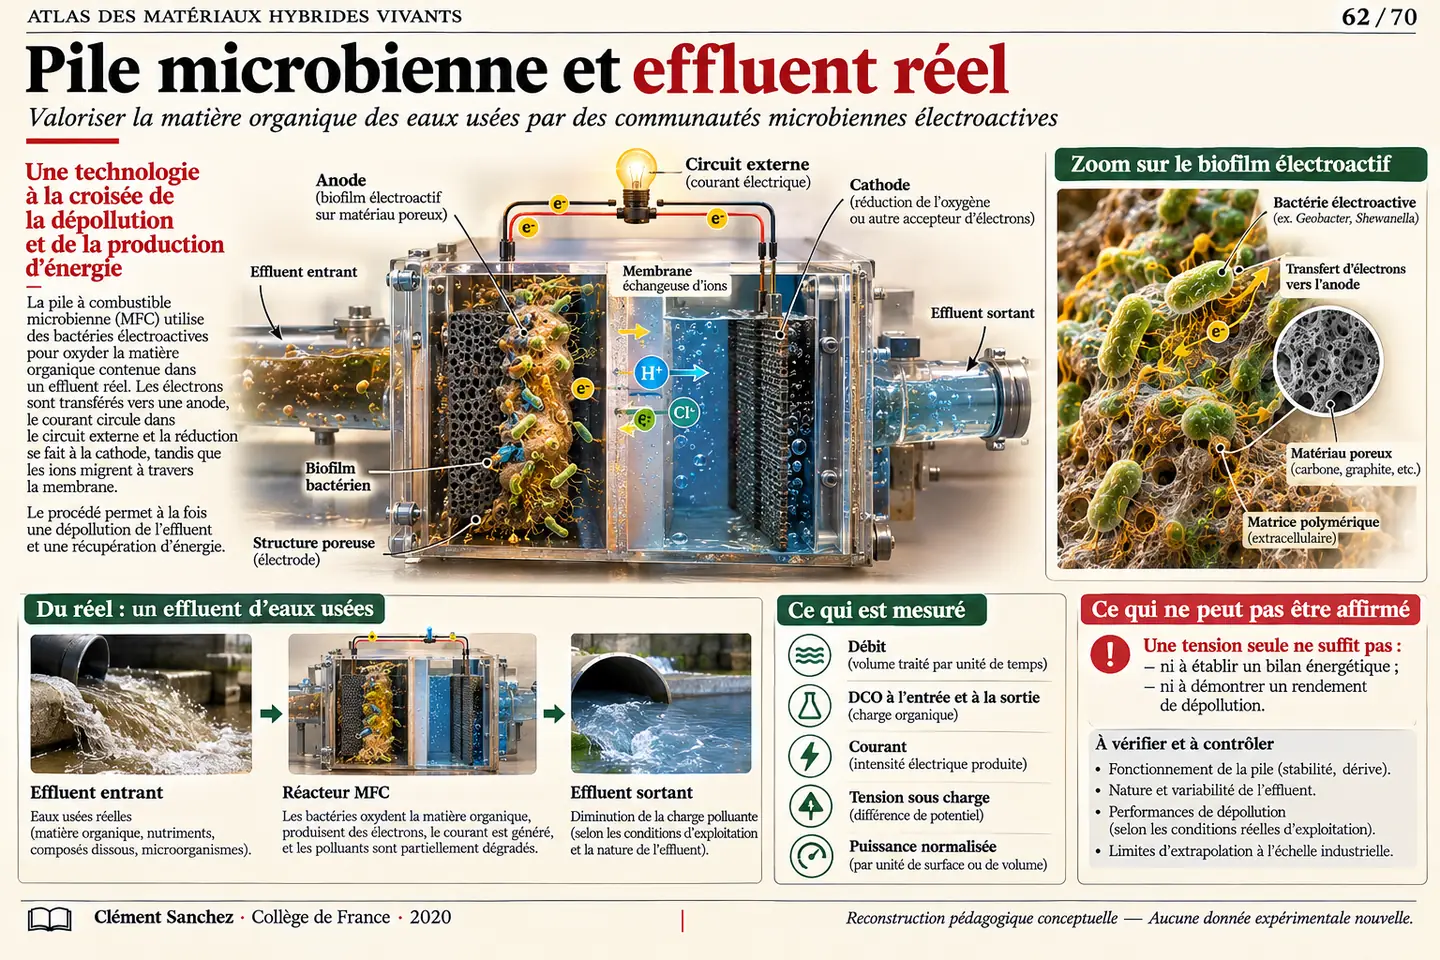 ATLAS DES MATÉRIAUX HYBRIDES VIVANTS
62 / 70
Pile microbienne et effluent réel
Valoriser la matière organique des eaux usées par des communautés microbiennes électroactives
Une technologie
à la croisée de
la dépollution
et de la production
d'énergie
La pile à combustible
microbienne (MFC) utilise
des bactéries électroactives
pour oxyder la matière
organique contenue dans
un effluent réel. Les électrons
sont transférés vers une anode,
le courant circule dans
le circuit externe et la réduction
se fait à la cathode, tandis que
les ions migrent à travers
la membrane.
Le procédé permet à la fois
une dépollution de l'effluent
et une récupération d'énergie.
Anode
(biofilm électroactif
sur matériau poreux)
Circuit externe
(courant électrique)
Cathode
(réduction de l'oxygène
ou autre accepteur d'électrons)
Effluent entrant
Membrane
échangeuse d'ions
Effluent sortant
e-
e-
e-
H+
e-
e-
Cl-
Biofilm
bactérien
Structure poreuse
(électrode)
Zoom sur le biofilm électroactif
Bactérie électroactive
(ex. Geobacter, Shewanella)
Transfert d'électrons
vers l'anode
e-
Matériau poreux
(carbone, graphite, etc.)
Matrice polymérique
(extracellulaire)
Du réel : un effluent d'eaux usées
Effluent entrant
Eaux usées réelles
(matière organique, nutriments,
composés dissous, microorganismes).
Réacteur MFC
Les bactéries oxydent la matière organique,
produisent des électrons, le courant est généré,
et les polluants sont partiellement dégradés.
Effluent sortant
Diminution de la charge polluante
(selon les conditions d'exploitation
et la nature de l'effluent).
Ce qui est mesuré
Débit
(volume traité par unité de temps)
DCO à l'entrée et à la sortie
(charge organique)
Courant
(intensité électrique produite)
Tension sous charge
(différence de potentiel)
Puissance normalisée
(par unité de surface ou de volume)
Ce qui ne peut pas être affirmé
!
Une tension seule ne suffit pas :
– ni à établir un bilan énergétique ;
– ni à démontrer un rendement
de dépollution.
À vérifier et à contrôler
• Fonctionnement de la pile (stabilité, dérive).
• Nature et variabilité de l'effluent.
• Performances de dépollution
(selon les conditions réelles d'exploitation).
• Limites d'extrapolation à l'échelle industrielle.
Clément Sanchez · Collège de France · 2020
Reconstruction pédagogique conceptuelle — Aucune donnée expérimentale nouvelle.